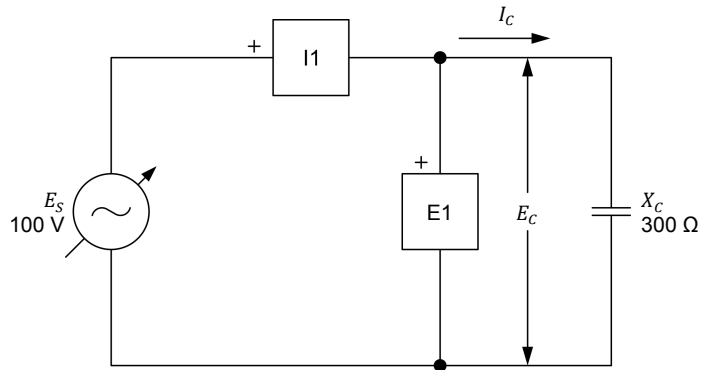 I_C
+
I1
+
E1
E_S
100 V
E_C
X_C
300 Ω